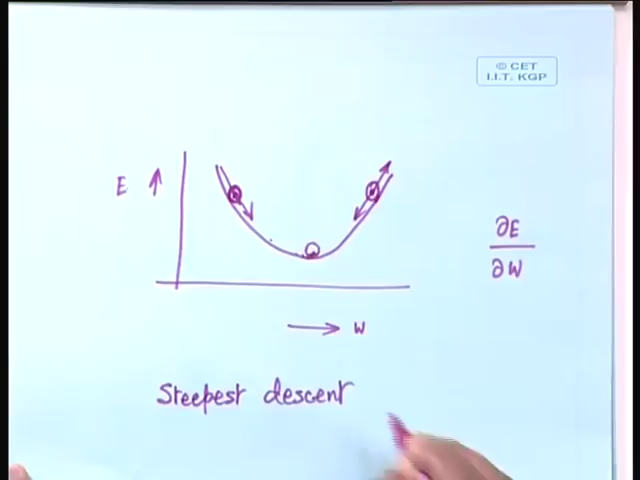 © CET
I.I.T. KGP
E
∂E
∂W
W
Steepest descent